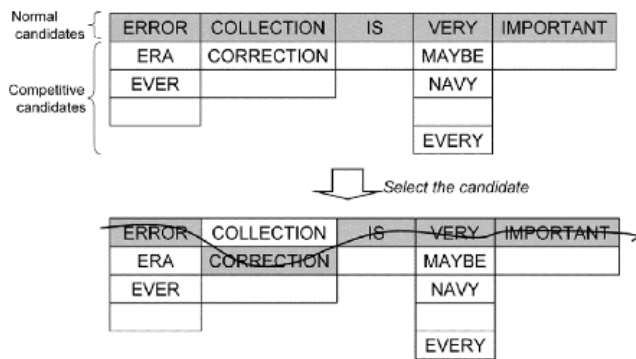 Normal candidates
ERROR COLLECTION IS VERY IMPORTANT
Competitive candidates
ERA CORRECTION MAYBE
EVER NAVY
EVERY
Select the candidate
ERROR COLLECTION IS VERY IMPORTANT
ERA CORRECTION MAYBE
EVER NAVY
EVERY